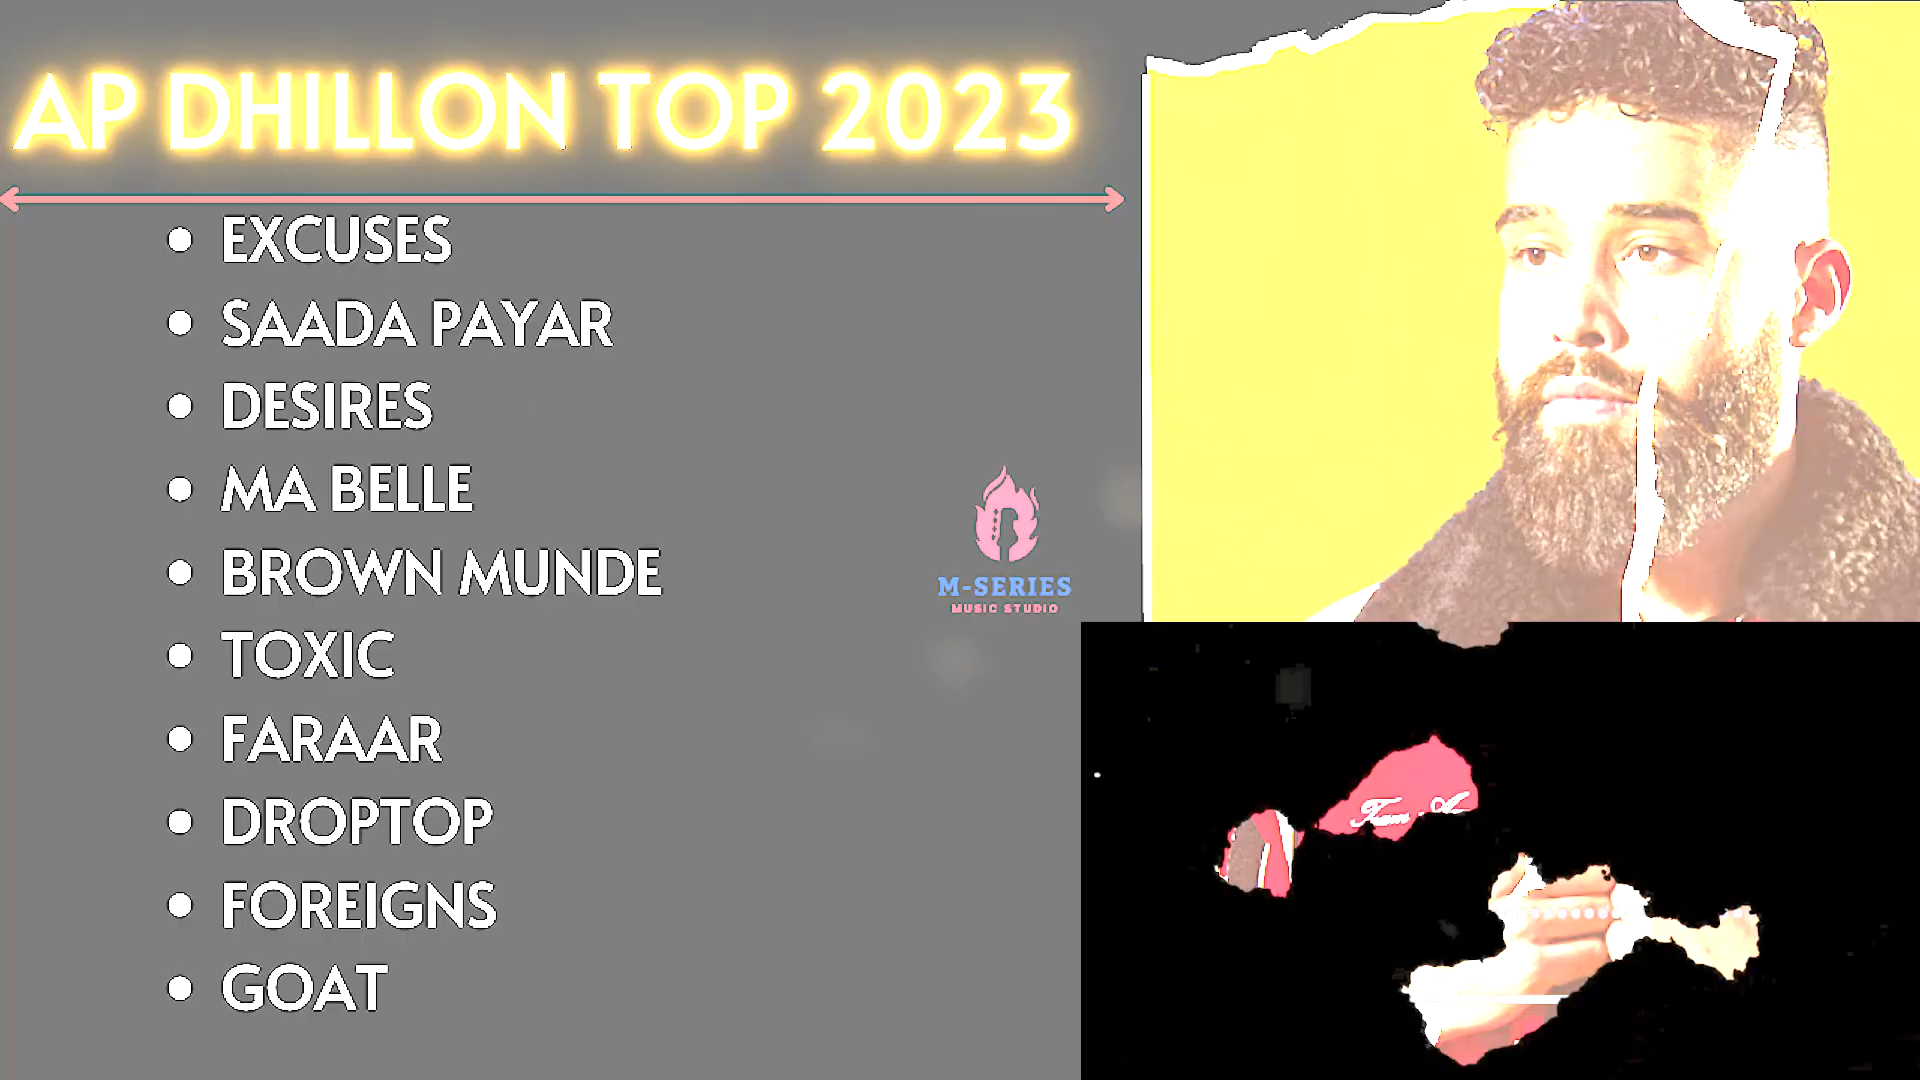 AP DHILLON TOP 2023
EXCUSES
SAADA PAYAR
DESIRES
MA BELLE
BROWN MUNDE
TOXIC
FARAAR
DROPTOP
FOREIGNS
GOAT
M-SERIES
MUSIC STUDIO